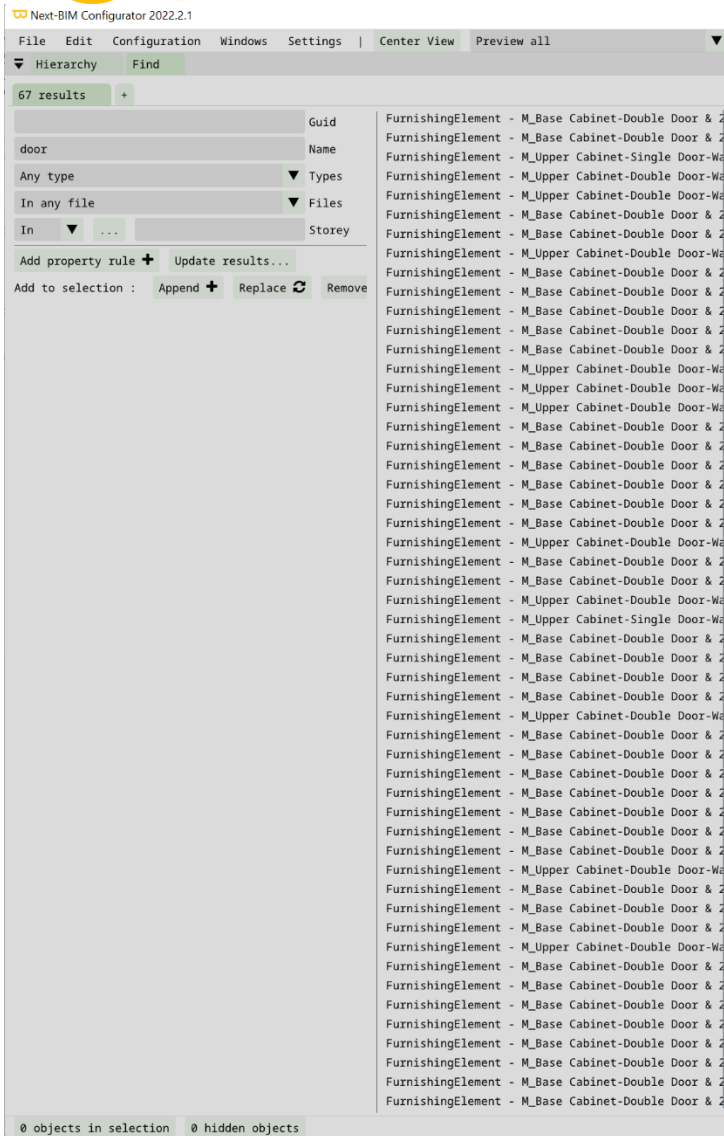 Next-BIM Configurator 2022.2.1
File Edit Configuration Windows Settings | Center View Preview all
Hierarchy Find
67 results +
Guid
door Name
Any type Types
In any file Files
In ... Storey
Add property rule + Update results...
Add to selection : Append + Replace Remove
FurnishingElement - M_Base Cabinet-Double Door & 2
FurnishingElement - M_Base Cabinet-Double Door & 2
FurnishingElement - M_Upper Cabinet-Single Door-Wa
FurnishingElement - M_Upper Cabinet-Double Door-Wa
FurnishingElement - M_Upper Cabinet-Double Door-Wa
FurnishingElement - M_Base Cabinet-Double Door & 2
FurnishingElement - M_Base Cabinet-Double Door & 2
FurnishingElement - M_Upper Cabinet-Double Door-Wa
FurnishingElement - M_Base Cabinet-Double Door & 2
FurnishingElement - M_Base Cabinet-Double Door & 2
FurnishingElement - M_Base Cabinet-Double Door & 2
FurnishingElement - M_Base Cabinet-Double Door & 2
FurnishingElement - M_Base Cabinet-Double Door & 2
FurnishingElement - M_Upper Cabinet-Double Door-Wa
FurnishingElement - M_Upper Cabinet-Double Door-Wa
FurnishingElement - M_Upper Cabinet-Double Door-Wa
FurnishingElement - M_Base Cabinet-Double Door & 2
FurnishingElement - M_Base Cabinet-Double Door & 2
FurnishingElement - M_Base Cabinet-Double Door & 2
FurnishingElement - M_Base Cabinet-Double Door & 2
FurnishingElement - M_Base Cabinet-Double Door & 2
FurnishingElement - M_Base Cabinet-Double Door & 2
FurnishingElement - M_Upper Cabinet-Double Door-Wa
FurnishingElement - M_Base Cabinet-Double Door & 2
FurnishingElement - M_Base Cabinet-Double Door & 2
FurnishingElement - M_Upper Cabinet-Double Door-Wa
FurnishingElement - M_Upper Cabinet-Single Door-Wa
FurnishingElement - M_Base Cabinet-Double Door & 2
FurnishingElement - M_Base Cabinet-Double Door & 2
FurnishingElement - M_Base Cabinet-Double Door & 2
FurnishingElement - M_Base Cabinet-Double Door & 2
FurnishingElement - M_Upper Cabinet-Double Door-Wa
FurnishingElement - M_Base Cabinet-Double Door & 2
FurnishingElement - M_Base Cabinet-Double Door & 2
FurnishingElement - M_Base Cabinet-Double Door & 2
FurnishingElement - M_Base Cabinet-Double Door & 2
FurnishingElement - M_Base Cabinet-Double Door & 2
FurnishingElement - M_Base Cabinet-Double Door & 2
FurnishingElement - M_Base Cabinet-Double Door & 2
FurnishingElement - M_Upper Cabinet-Double Door-Wa
FurnishingElement - M_Base Cabinet-Double Door & 2
FurnishingElement - M_Base Cabinet-Double Door & 2
FurnishingElement - M_Base Cabinet-Double Door & 2
FurnishingElement - M_Upper Cabinet-Double Door-Wa
FurnishingElement - M_Base Cabinet-Double Door & 2
FurnishingElement - M_Base Cabinet-Double Door & 2
FurnishingElement - M_Base Cabinet-Double Door & 2
FurnishingElement - M_Base Cabinet-Double Door & 2
FurnishingElement - M_Base Cabinet-Double Door & 2
FurnishingElement - M_Base Cabinet-Double Door & 2
FurnishingElement - M_Base Cabinet-Double Door & 2
FurnishingElement - M_Base Cabinet-Double Door & 2
0 objects in selection 0 hidden objects